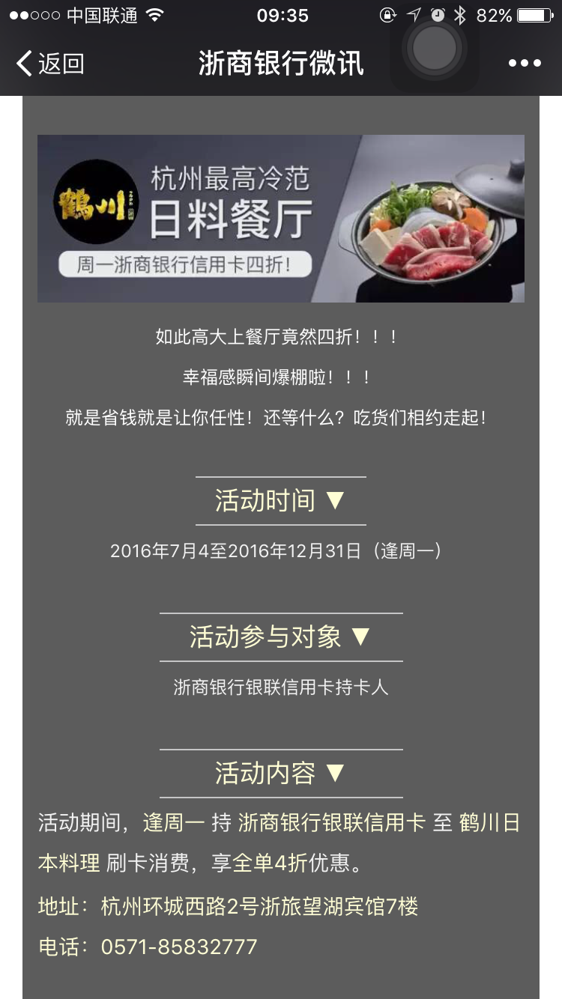 中国联通 09:35 82%
返回 浙商银行微讯
鹤川
杭州最高冷范
日料餐厅
周一浙商银行信用卡四折！
如此高大上餐厅竟然四折！！！
幸福感瞬间爆棚啦！！！
就是省钱就是让你任性！还等什么？吃货们相约走起！
活动时间 ▼
2016年7月4至2016年12月31日（逢周一）
活动参与对象 ▼
浙商银行银联信用卡持卡人
活动内容 ▼
活动期间，逢周一 持 浙商银行银联信用卡 至 鹤川日
本料理 刷卡消费，享全单4折优惠。
地址：杭州环城西路2号浙旅望湖宾馆7楼
电话：0571-85832777